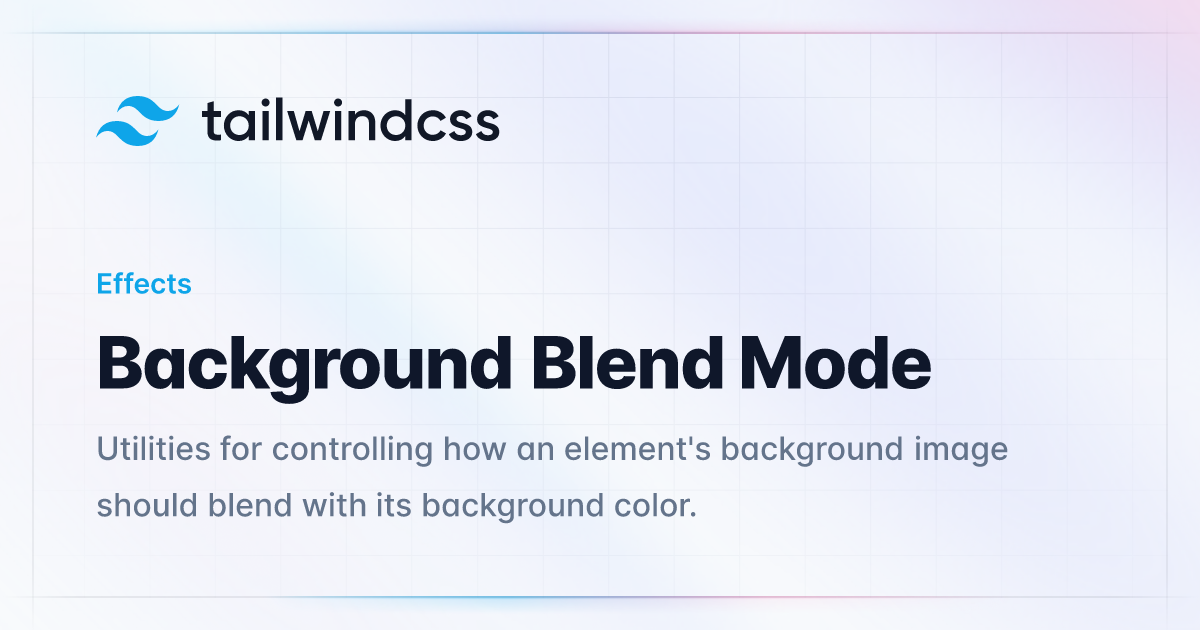 tailwindcss
Effects
Background Blend Mode
Utilities for controlling how an element's background image
should blend with its background color.